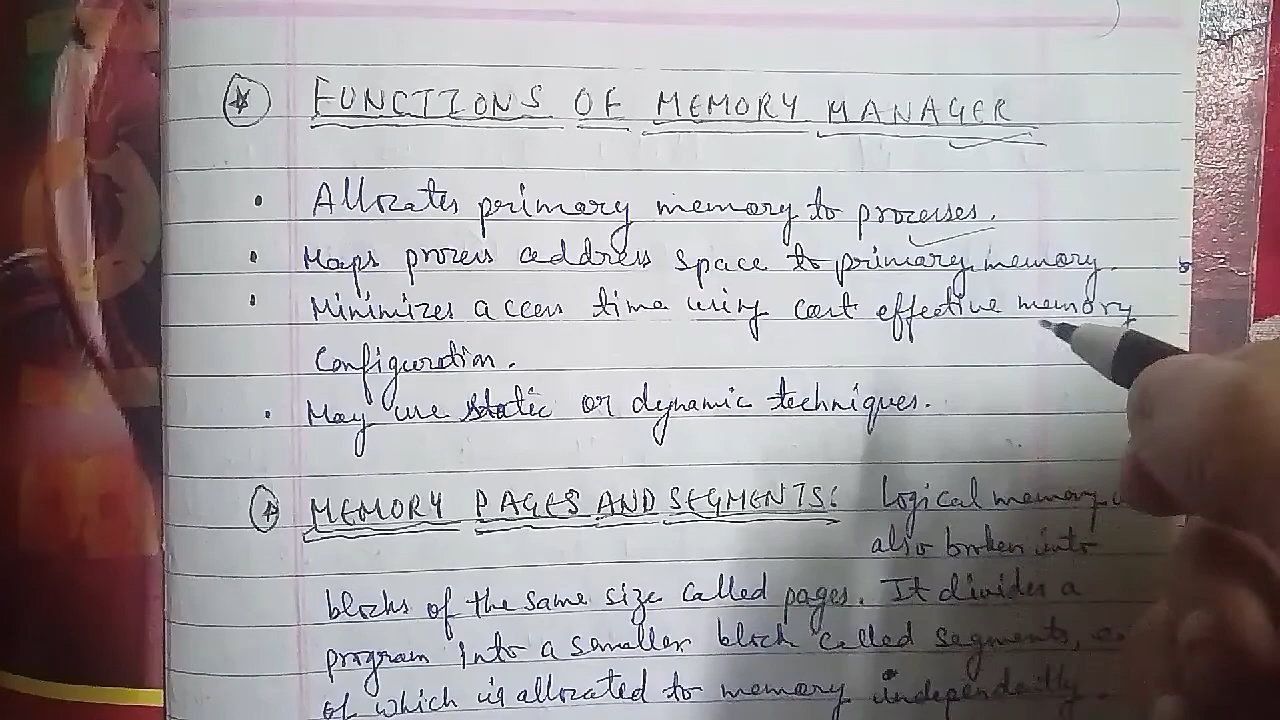 FUNCTIONS OF MEMORY MANAGER
• Allocates primary memory to processes.
• Maps process address space to primary memory.
• Minimizes access time using cost effective memory
configuration.
• May use static or dynamic techniques.
MEMORY PAGES AND SEGMENTS: Logical memory
also broken into
blocks of the same size called pages. It divides a
program into a smaller block called segments,
of which is allocated to memory independently.